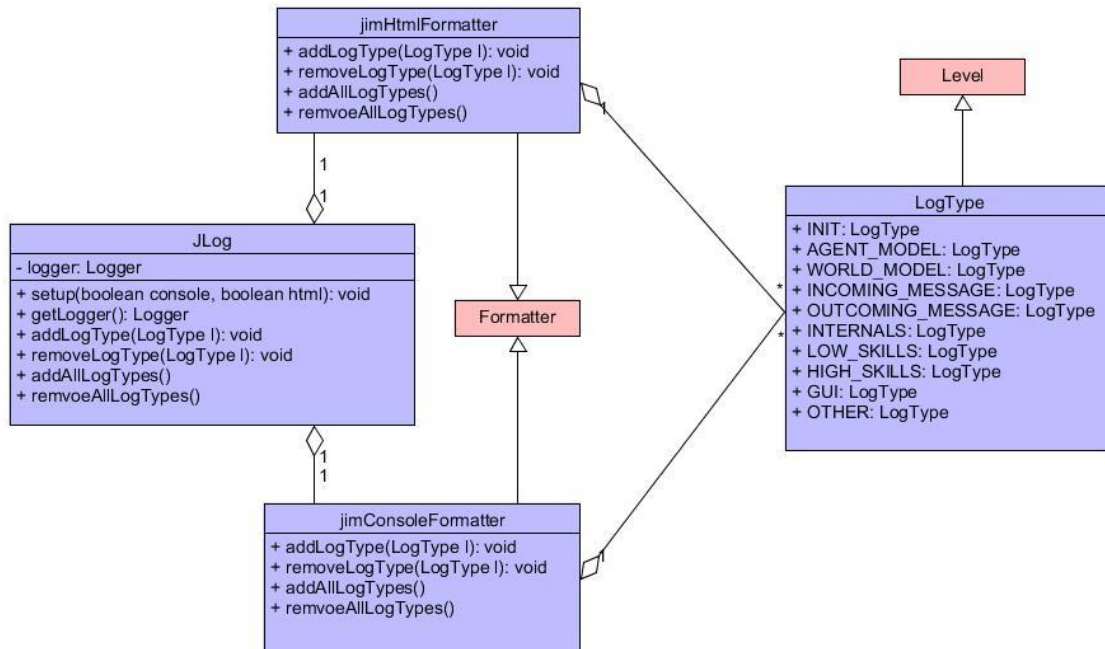 jimHtmlFormatter
+ addLogType(LogType l): void
+ removeLogType(LogType l): void
+ addAllLogTypes()
+ remvoeAllLogTypes()
1
1
1
Level
LogType
+ INIT: LogType
+ AGENT_MODEL: LogType
+ WORLD_MODEL: LogType
+ INCOMING_MESSAGE: LogType
+ OUTCOMING_MESSAGE: LogType
+ INTERNALS: LogType
+ LOW_SKILLS: LogType
+ HIGH_SKILLS: LogType
+ GUI: LogType
+ OTHER: LogType
*
*
JLog
- logger: Logger
+ setup(boolean console, boolean html): void
+ getLogger(): Logger
+ addLogType(LogType l): void
+ removeLogType(LogType l): void
+ addAllLogTypes()
+ remvoeAllLogTypes()
Formatter
1
1
1
jimConsoleFormatter
+ addLogType(LogType l): void
+ removeLogType(LogType l): void
+ addAllLogTypes()
+ remvoeAllLogTypes()